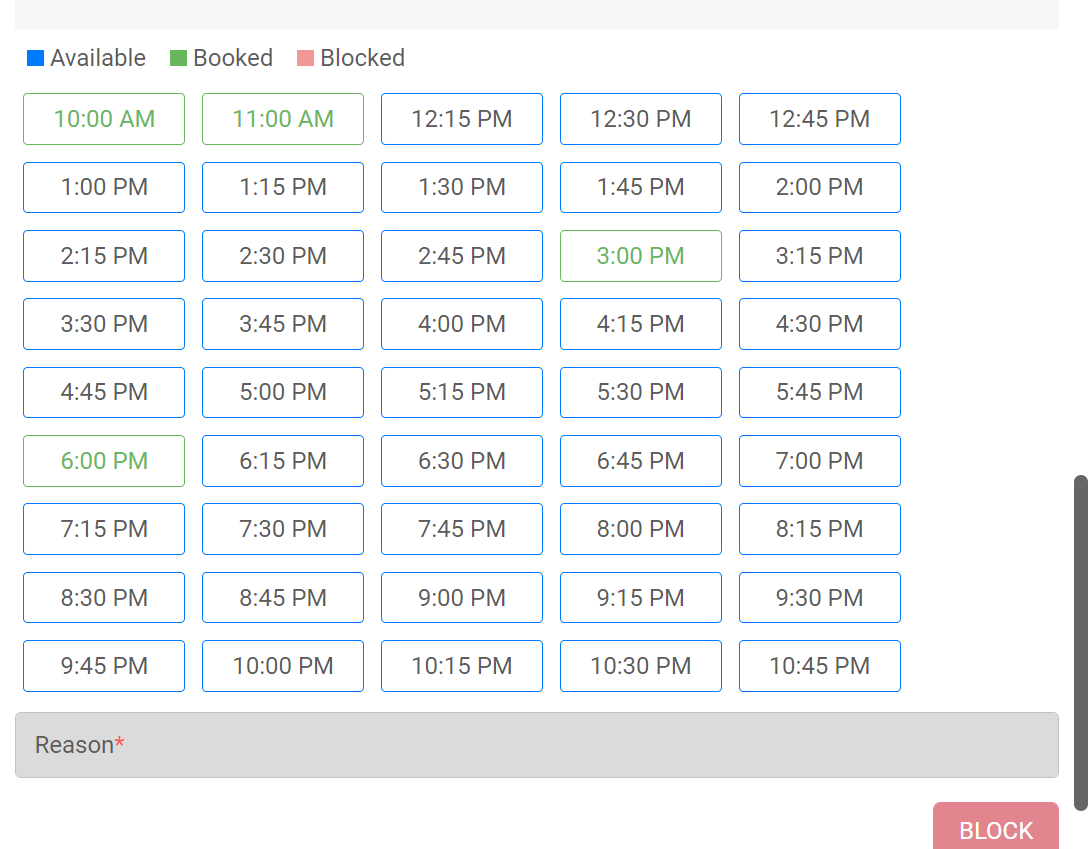 Available Booked Blocked
10:00 AM 11:00 AM 12:15 PM 12:30 PM 12:45 PM
1:00 PM 1:15 PM 1:30 PM 1:45 PM 2:00 PM
2:15 PM 2:30 PM 2:45 PM 3:00 PM 3:15 PM
3:30 PM 3:45 PM 4:00 PM 4:15 PM 4:30 PM
4:45 PM 5:00 PM 5:15 PM 5:30 PM 5:45 PM
6:00 PM 6:15 PM 6:30 PM 6:45 PM 7:00 PM
7:15 PM 7:30 PM 7:45 PM 8:00 PM 8:15 PM
8:30 PM 8:45 PM 9:00 PM 9:15 PM 9:30 PM
9:45 PM 10:00 PM 10:15 PM 10:30 PM 10:45 PM
Reason*
BLOCK